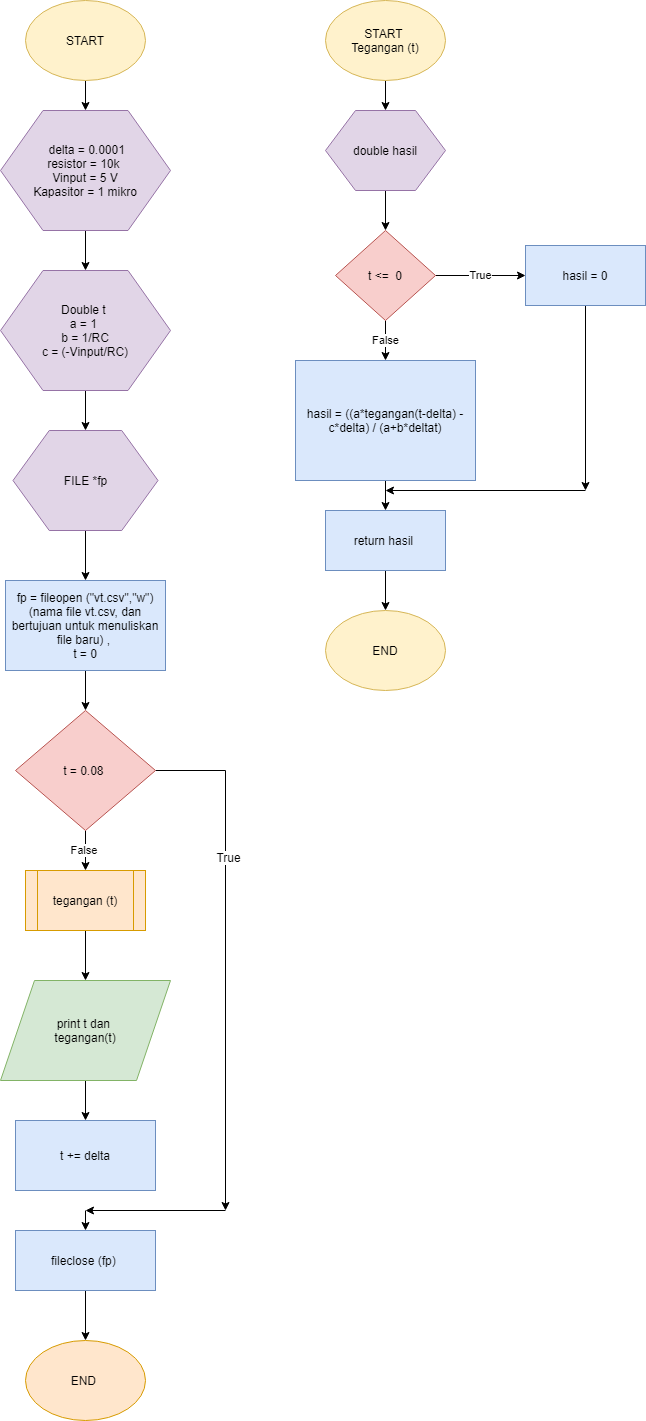 START
delta = 0.0001
resistor = 10k
Vinput = 5 V
Kapasitor = 1 mikro
Double t
a = 1
b = 1/RC
c = (-Vinput/RC)
FILE *fp
fp = fileopen ("vt.csv","w")
(nama file vt.csv, dan
bertujuan untuk menuliskan
file baru) ,
t = 0
t = 0.08
False
True
tegangan (t)
print t dan
tegangan(t)
t += delta
fileclose (fp)
END
START
Tegangan (t)
double hasil
t <= 0
True
hasil = 0
False
hasil = ((a*tegangan(t-delta) -
c*delta) / (a+b*deltat)
return hasil
END